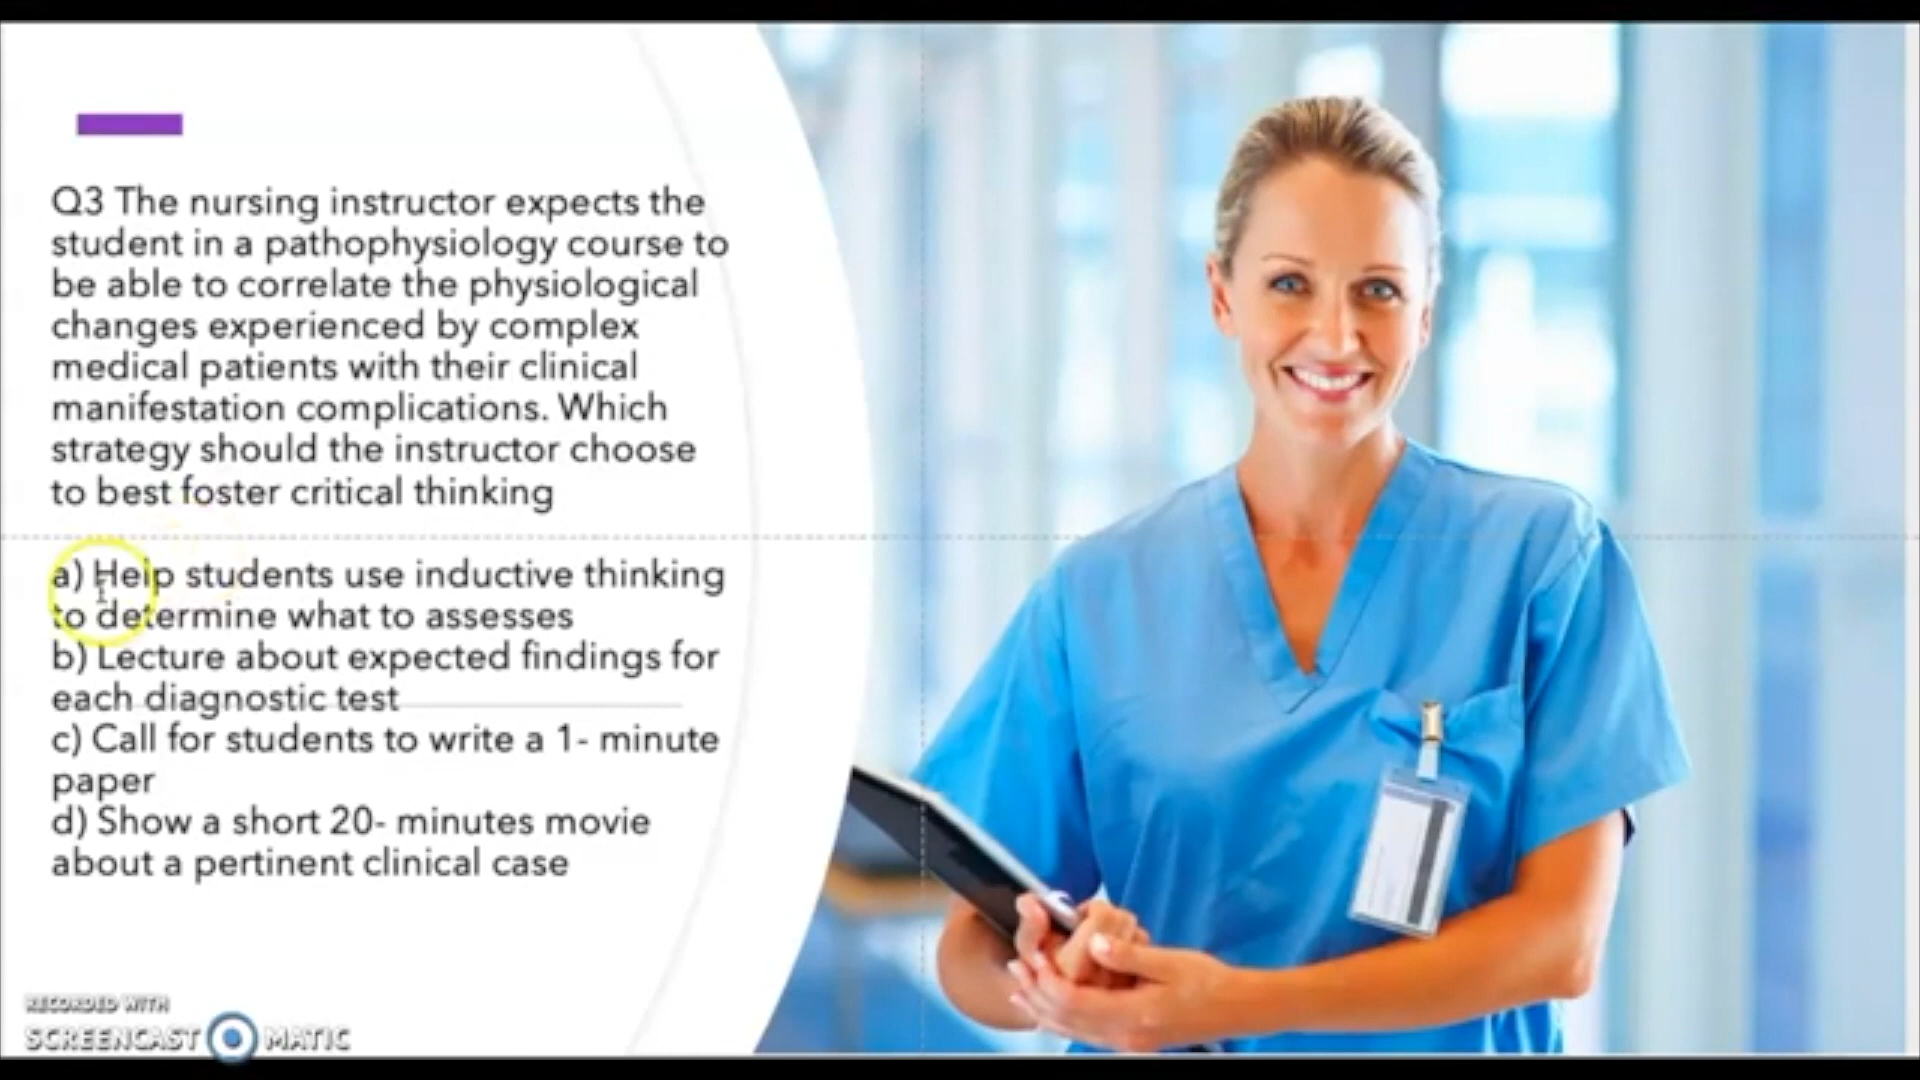 Q3 The nursing instructor expects the
student in a pathophysiology course to
be able to correlate the physiological
changes experienced by complex
medical patients with their clinical
manifestation complications. Which
strategy should the instructor choose
to best foster critical thinking
a) Help students use inductive thinking
to determine what to assesses
b) Lecture about expected findings for
each diagnostic test
c) Call for students to write a 1- minute
paper
d) Show a short 20- minutes movie
about a pertinent clinical case
RECORDED WITH
SCREENCAST MATIC